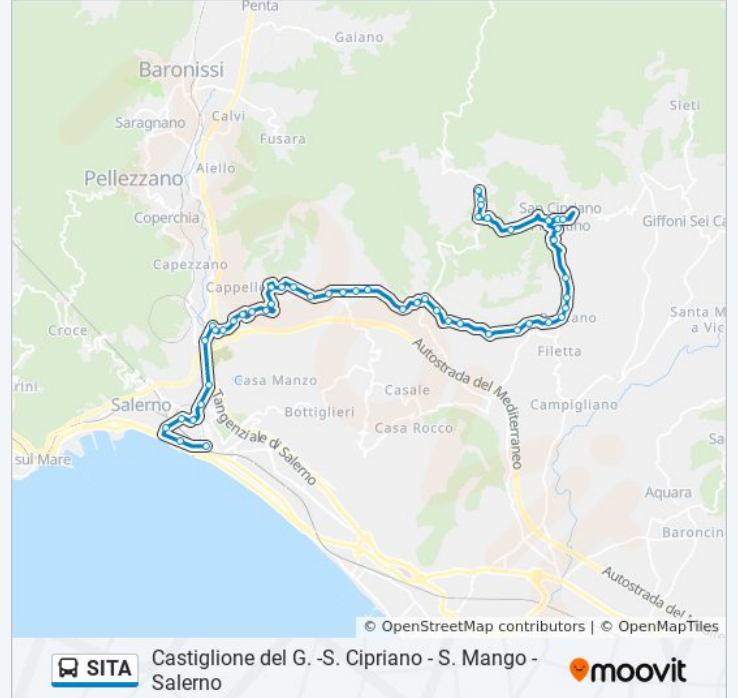 Penta
Gaiano
Baronissi
Sieti
Saragnano
Calvi
Fusara
Aiello
Pellezzano
San Cipriano
Coperchia
Giffoni Sei Ca
Capezzano
Cappelle
Croce
Santa M
a Vic
Filetta
Autostrada del Mediterraneo
Casa Manzo
Casale
rini
Salerno
Bottiglieri
Campigliano
Tangenziale di Salerno
Casa Rocco
Sa
sul Mare
Aquara
Baroncin
Autostrada del
© OpenStreetMap contributors | © OpenMapTiles
SITA
Castiglione del G. -S. Cipriano - S. Mango -
Salerno
moovit